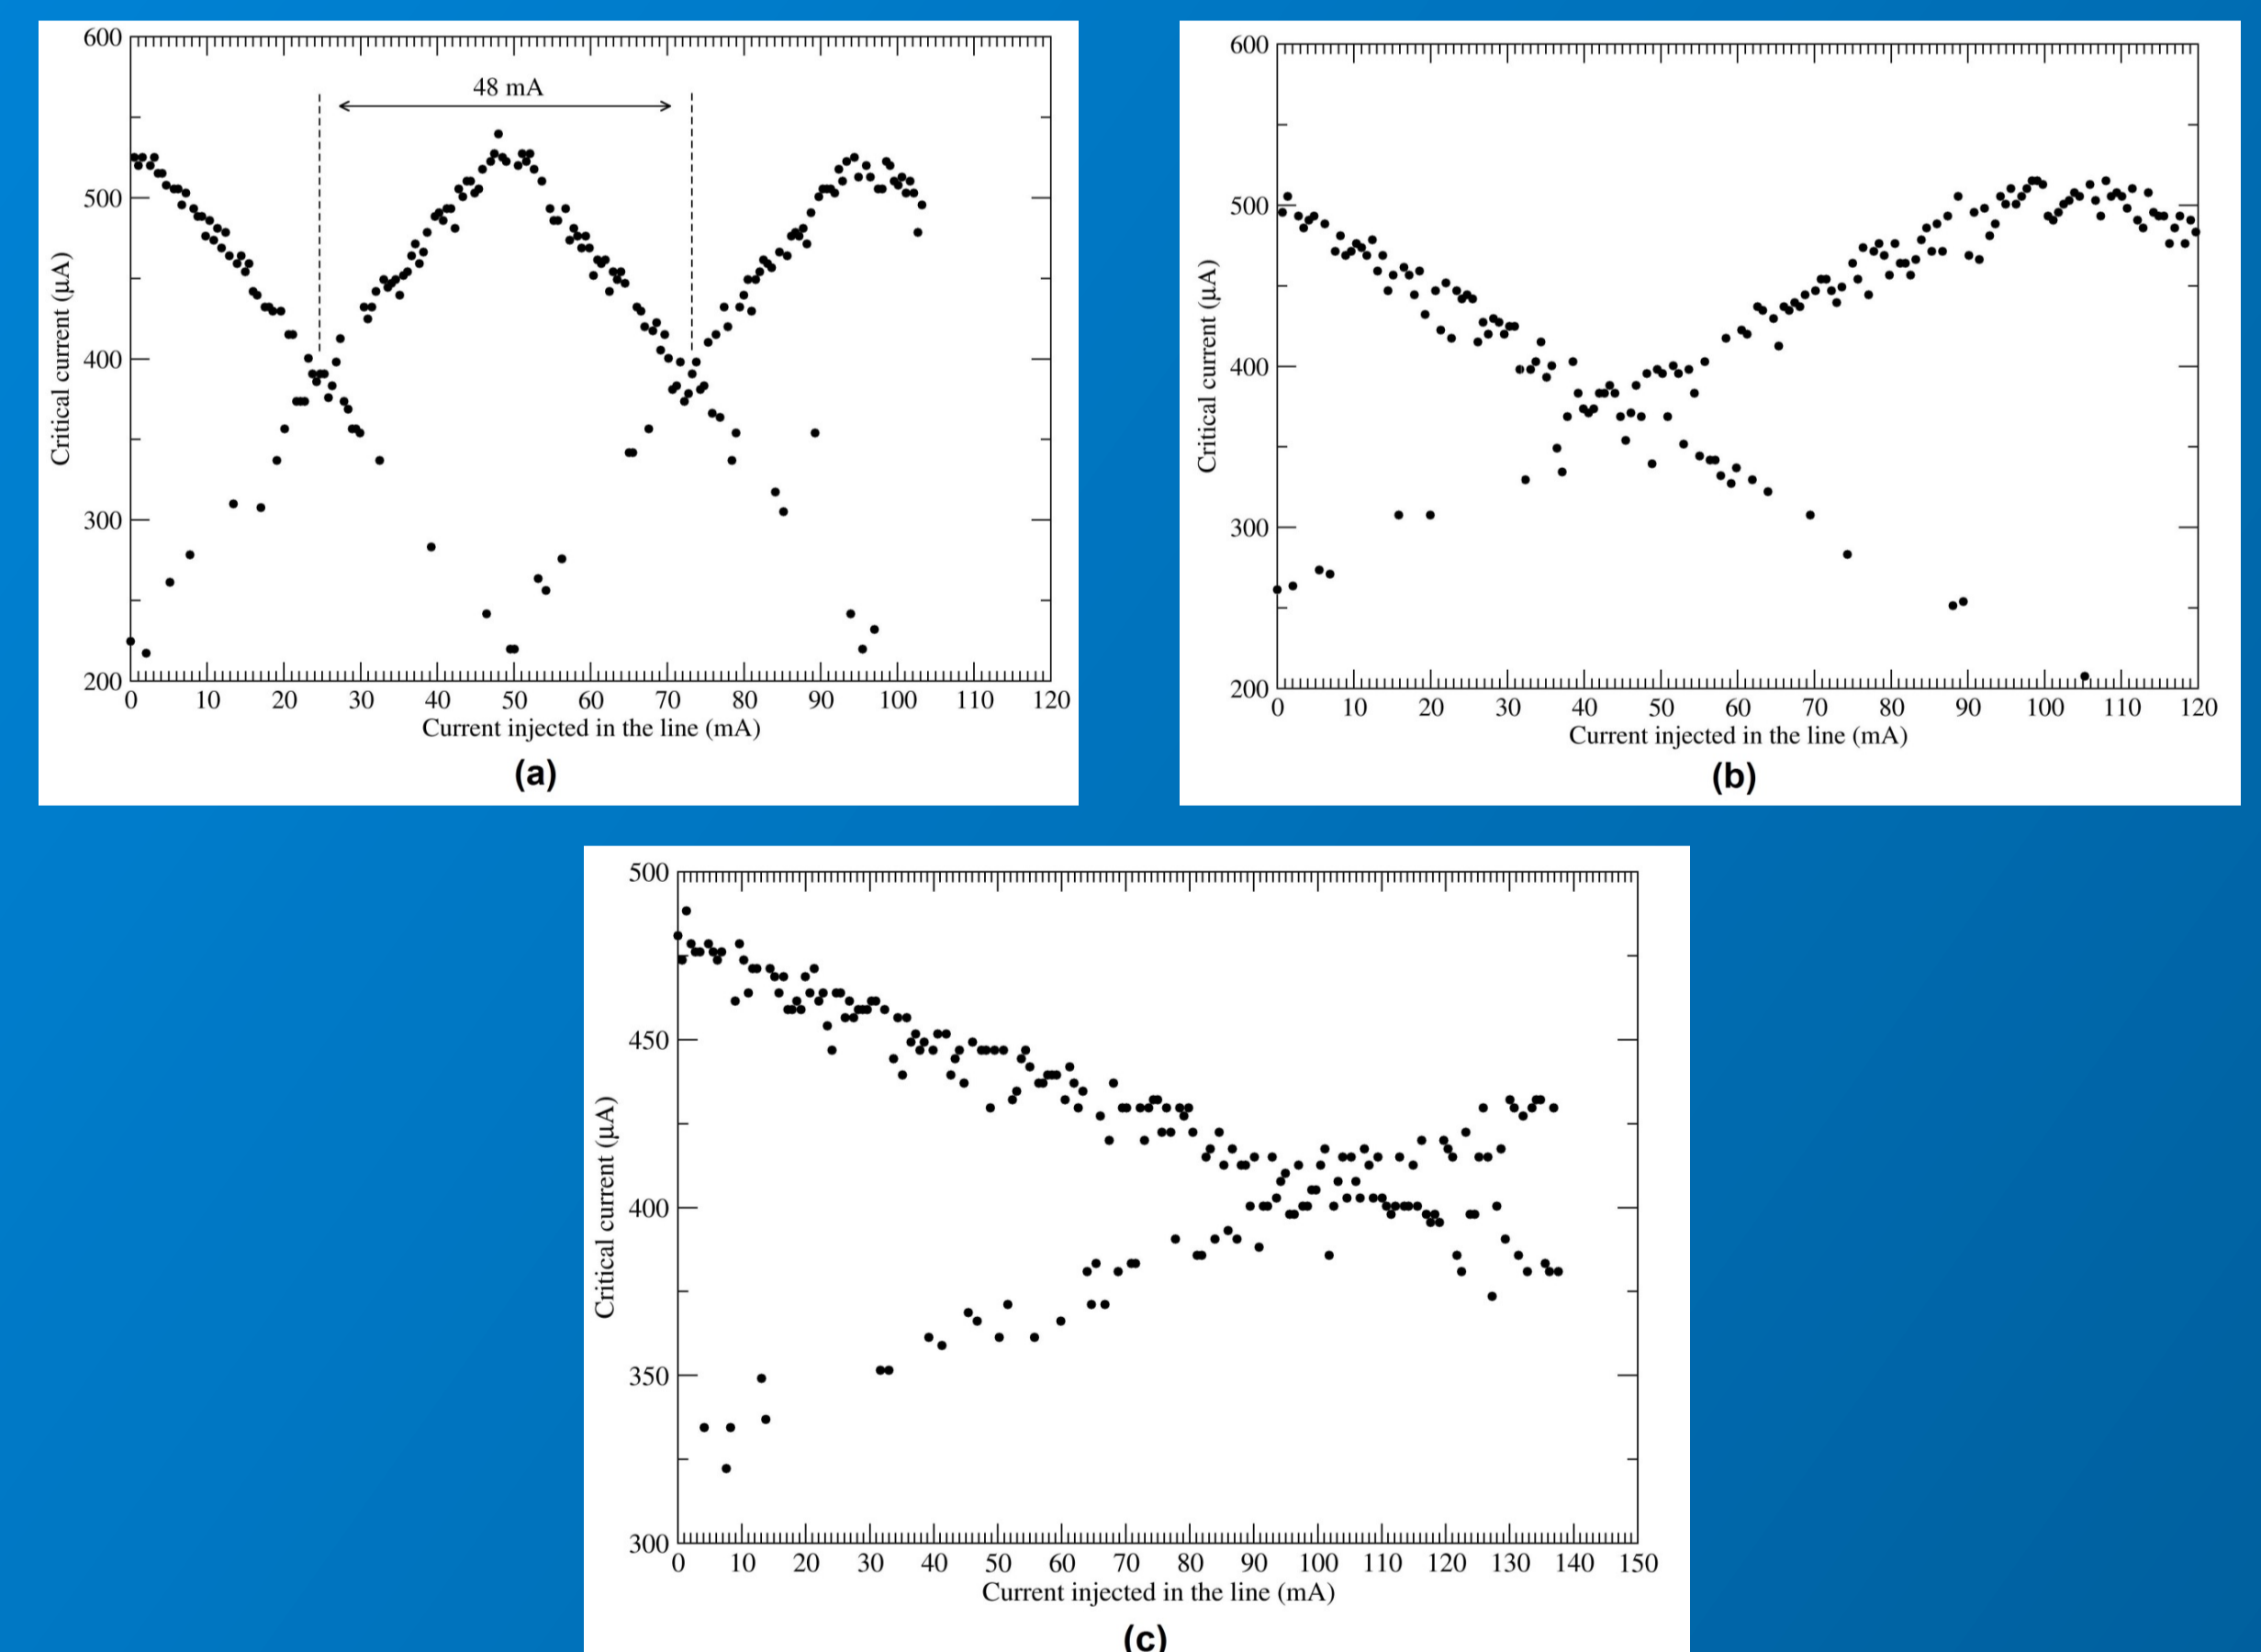 600
500
400
300
200
48 mA
Critical current (μA)
0 10 20 30 40 50 60 70 80 90 100 110 120
Current injected in the line (mA)
(a)
600
500
400
300
200
Critical current (μA)
0 10 20 30 40 50 60 70 80 90 100 110 120
Current injected in the line (mA)
(b)
500
450
400
350
300
Critical current (μA)
0 10 20 30 40 50 60 70 80 90 100 110 120 130 140 150
Current injected in the line (mA)
(c)